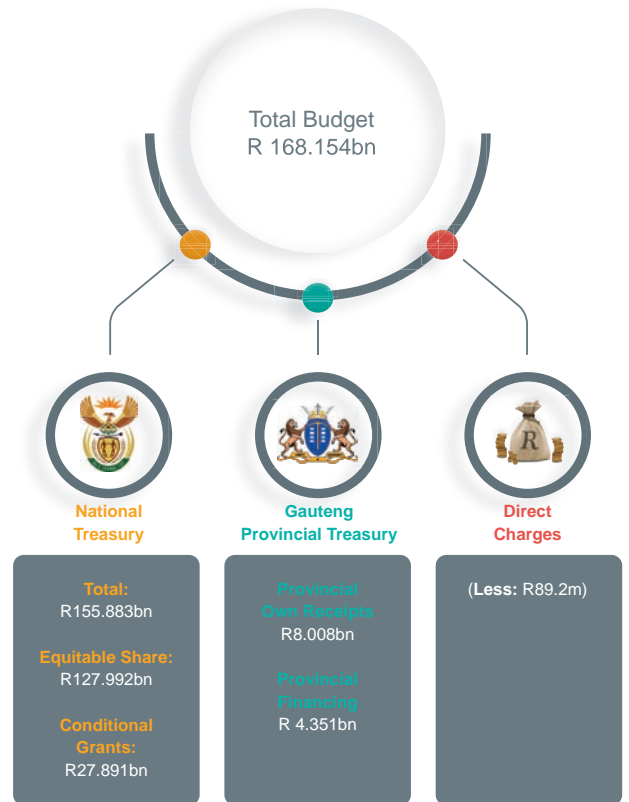 Total Budget
R 168.154bn
National
Treasury
Total:
R155.883bn
Equitable Share:
R127.992bn
Conditional
Grants:
R27.891bn
Gauteng
Provincial Treasury
Provincial
Own Receipts
R8.008bn
Provincial
Financing
R 4.351bn
R
Direct
Charges
(Less: R89.2m)